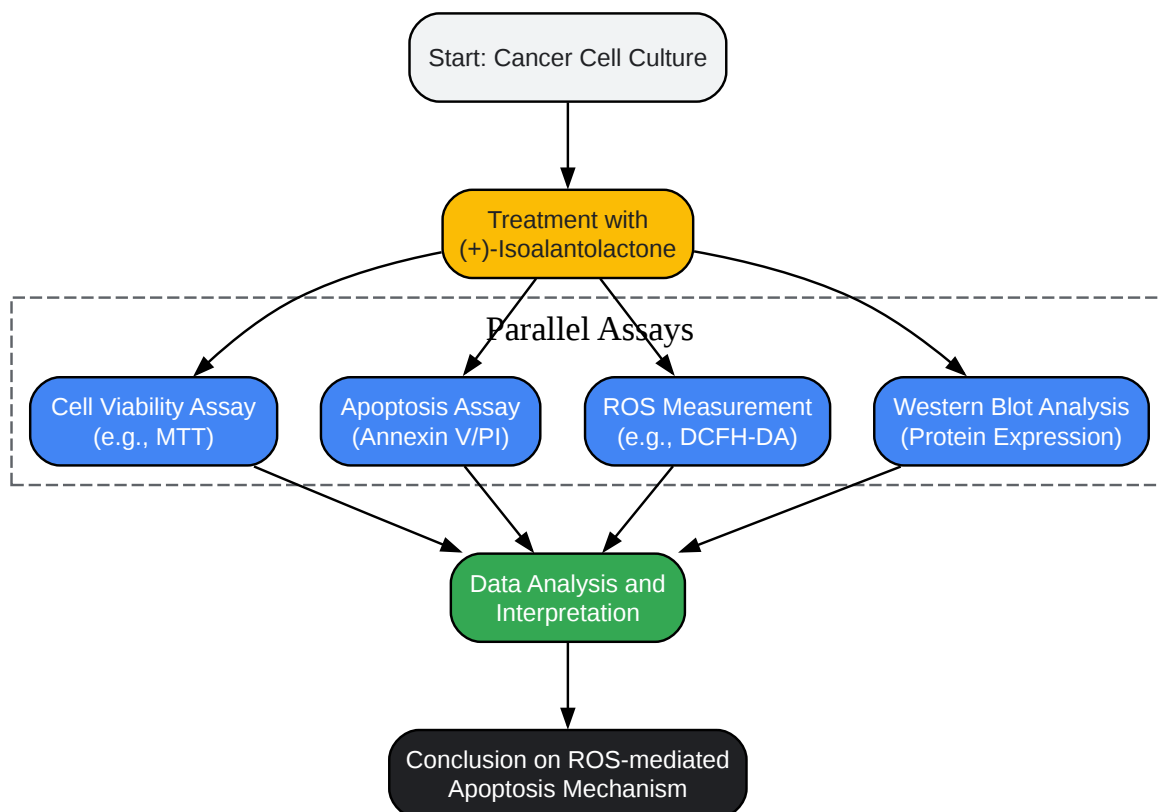 Start: Cancer Cell Culture
Treatment with
(+)-Isoalantolactone
Parallel Assays
Cell Viability Assay
(e.g., MTT)
Apoptosis Assay
(Annexin V/PI)
ROS Measurement
(e.g., DCFH-DA)
Western Blot Analysis
(Protein Expression)
Data Analysis and
Interpretation
Conclusion on ROS-mediated
Apoptosis Mechanism